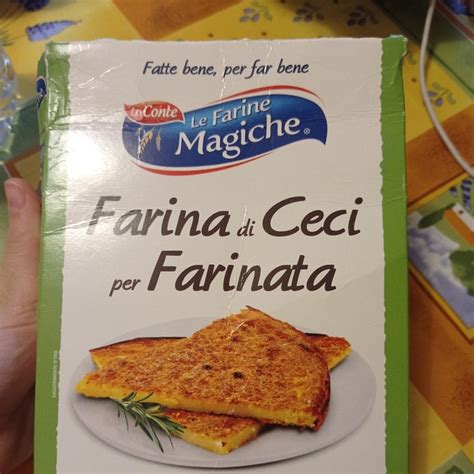 Fatte bene, per far bene
LoConte
Le Farine
Magiche®
Farina di Ceci
per Farinata